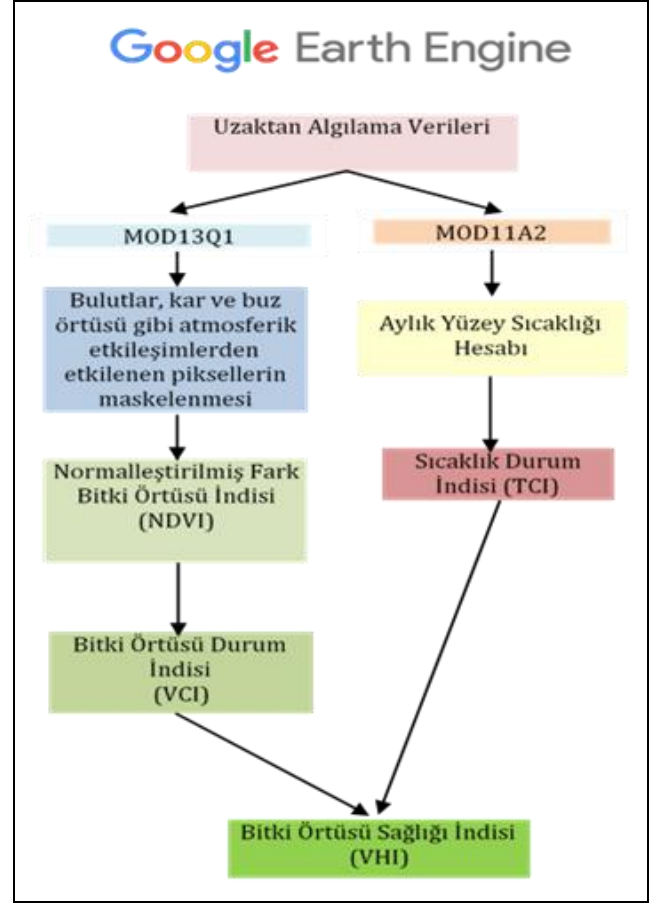 Google Earth Engine
Uzaktan Algılama Verileri
MOD13Q1
Bulutlar, kar ve buz
örtüsü gibi atmosferik
etkileşimlerden
etkilenen piksellerin
maskelenmesi
Normalleştirilmiş Fark
Bitki Örtüsü İndisi
(NDVI)
Bitki Örtüsü Durum
İndisi
(VCI)
MOD11A2
Aylık Yüzey Sıcaklığı
Hesabı
Sıcaklık Durum
İndisi (TCI)
Bitki Örtüsü Sağlığı İndisi
(VHI)